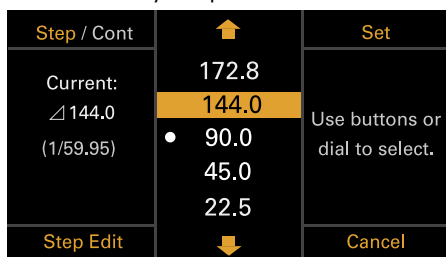 Step / Cont
Set
Current:
⊿144.0
(1/59.95)
172.8
144.0
90.0
45.0
22.5
Use buttons or
dial to select.
Step Edit
Cancel